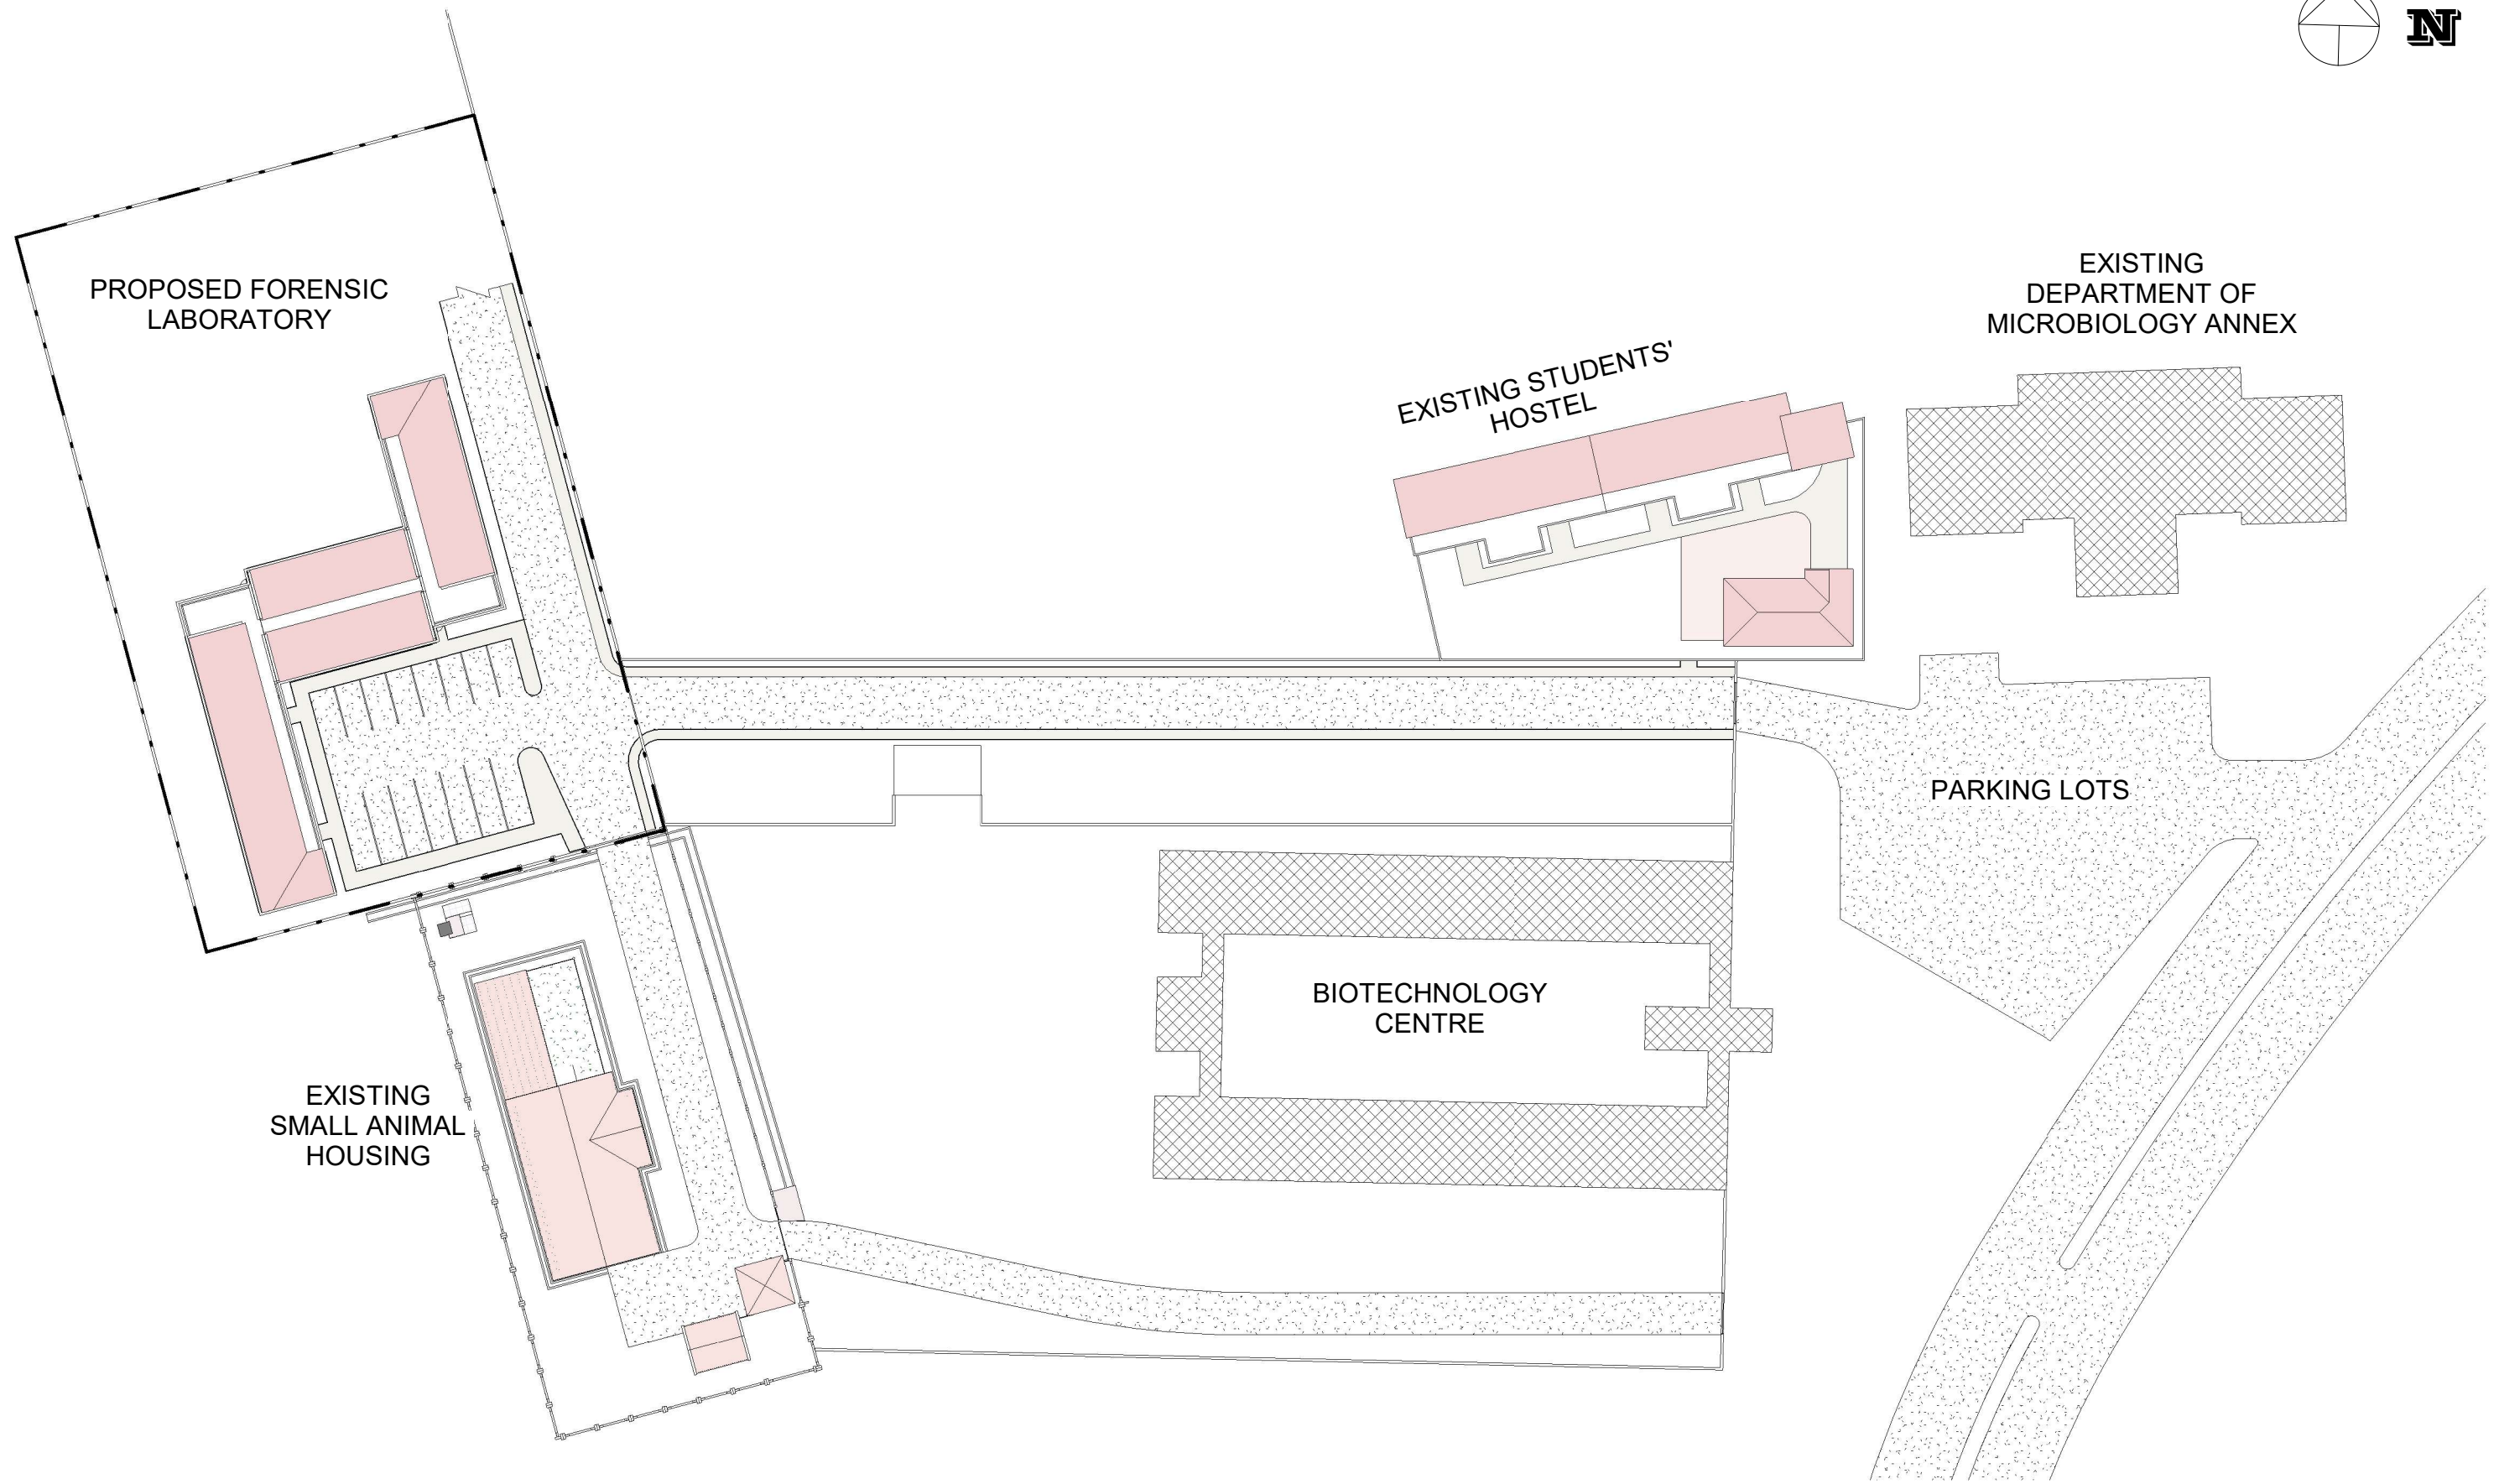 N
PROPOSED FORENSIC
LABORATORY
EXISTING STUDENTS'
HOSTEL
EXISTING
DEPARTMENT OF
MICROBIOLOGY ANNEX
PARKING LOTS
BIOTECHNOLOGY
CENTRE
EXISTING
SMALL ANIMAL
HOUSING